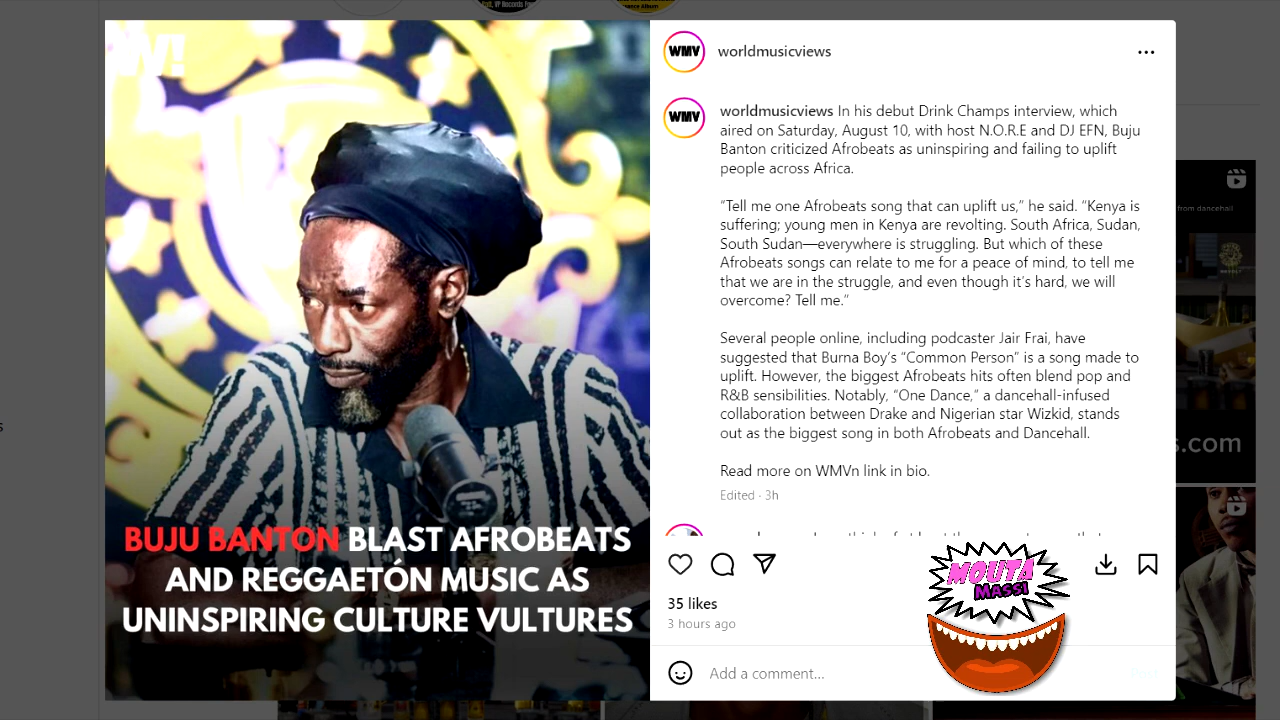 V!
BUJU BANTON BLAST AFROBEATS
AND REGGAETÓN MUSIC AS
UNINSPIRING CULTURE VULTURES
WMV
worldmusicviews
WMV
worldmusicviews In his debut Drink Champs interview, which
aired on Saturday, August 10, with host N.O.R.E and DJ EFN, Buju
Banton criticized Afrobeats as uninspiring and failing to uplift
people across Africa.
“Tell me one Afrobeats song that can uplift us,” he said. “Kenya is
suffering; young men in Kenya are revolting. South Africa, Sudan,
South Sudan—everywhere is struggling. But which of these
Afrobeats songs can relate to me for a peace of mind, to tell me
that we are in the struggle, and even though it’s hard, we will
overcome? Tell me.”
Several people online, including podcaster Jair Frai, have
suggested that Burna Boy’s “Common Person” is a song made to
uplift. However, the biggest Afrobeats hits often blend pop and
R&B sensibilities. Notably, “One Dance,” a dancehall-infused
collaboration between Drake and Nigerian star Wizkid, stands
out as the biggest song in both Afrobeats and Dancehall.
Read more on WMVn link in bio.
Edited · 3h
35 likes
3 hours ago
MOUTA
MASSI
Add a comment...
from dancehall
s.com
s